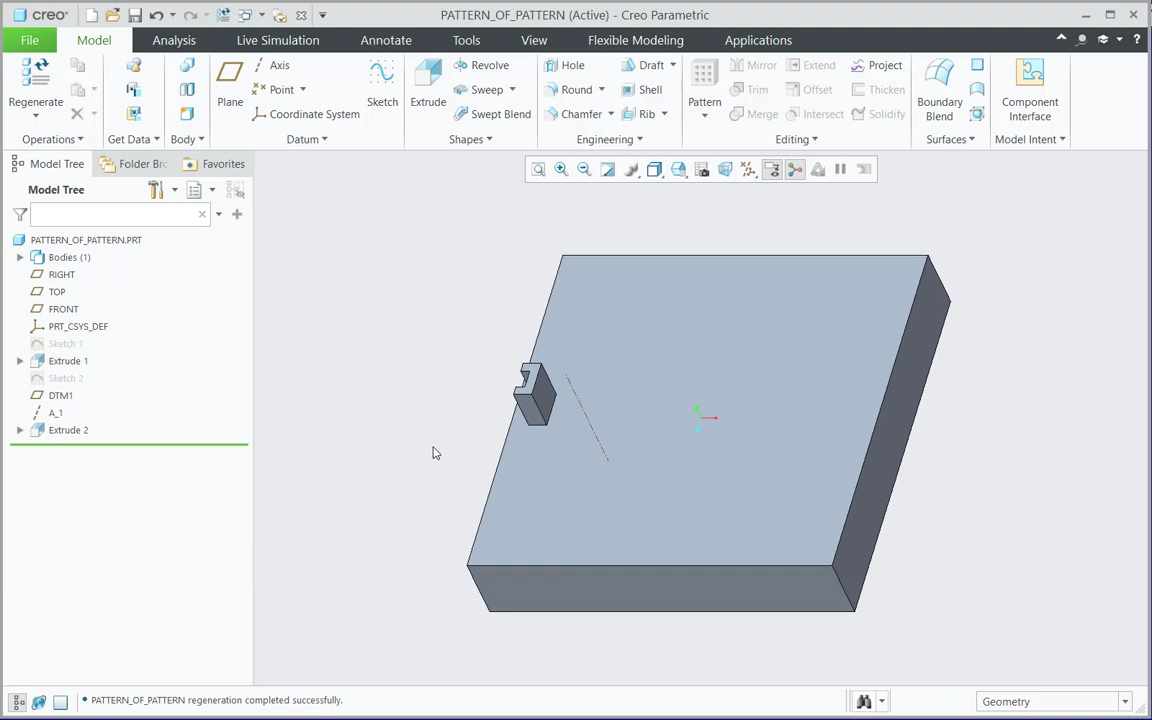 creo
PATTERN_OF_PATTERN (Active) - Creo Parametric
File Model Analysis Live Simulation Annotate Tools View Flexible Modeling Applications
Regenerate
Operations
Get Data
Body
Plane
Axis
Point
Coordinate System
Sketch
Datum
Extrude
Revolve
Sweep
Swept Blend
Shapes
Hole
Round
Chamfer
Draft
Shell
Rib
Engineering
Pattern
Mirror
Trim
Merge
Extend
Offset
Intersect
Project
Thicken
Solidify
Editing
Boundary
Blend
Surfaces
Component
Interface
Model Intent
Model Tree Folder Bro Favorites
Model Tree
PATTERN_OF_PATTERN.PRT
Bodies (1)
RIGHT
TOP
FRONT
PRT_CSYS_DEF
Sketch 1
Extrude 1
Sketch 2
DTM1
A_1
Extrude 2
PATTERN_OF_PATTERN regeneration completed successfully.
Geometry